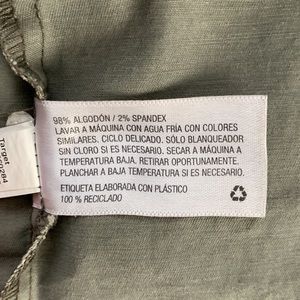 98% ALGODÓN / 2% SPANDEX
LAVAR A MÁQUINA CON AGUA FRÍA CON COLORES
SIMILARES. CICLO DELICADO. SÓLO BLANQUEADOR
SIN CLORO SI ES NECESARIO. SECAR A MÁQUINA A
TEMPERATURA BAJA. RETIRAR OPORTUNAMENTE.
PLANCHAR A BAJA TEMPERATURA SI ES NECESARIO.
ETIQUETA ELABORADA CON PLÁSTICO
100 % RECICLADO
Target